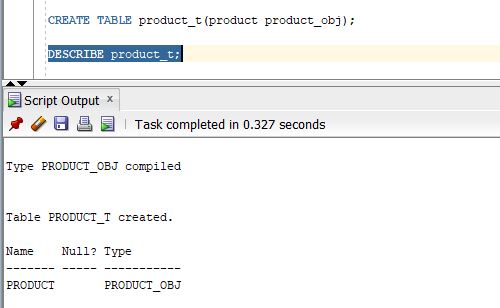 CREATE TABLE product_t(product product_obj);
DESCRIBE product_t;
Script Output x
Task completed in 0.327 seconds
Type PRODUCT_OBJ compiled
Table PRODUCT_T created.
Name    Null? Type
------- ----- -----------
PRODUCT       PRODUCT_OBJ